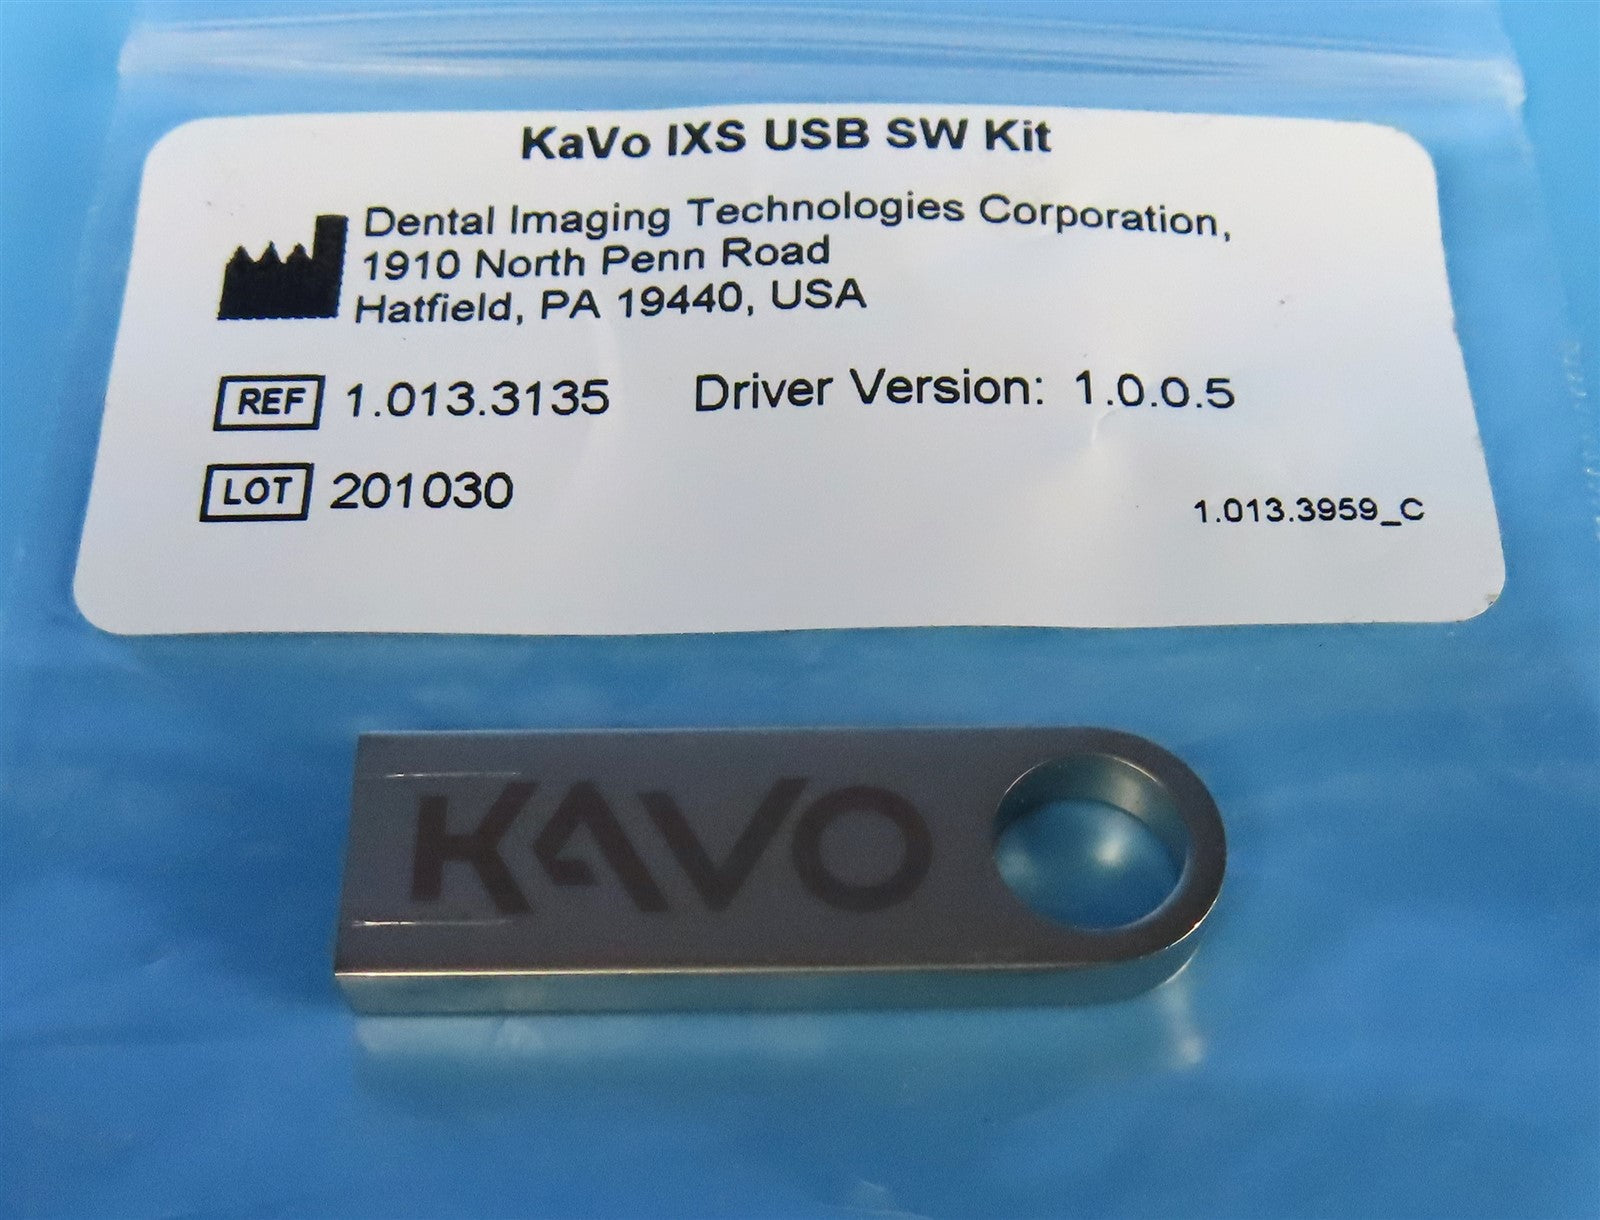 KaVo IXS USB SW Kit
Dental Imaging Technologies Corporation,
1910 North Penn Road
Hatfield, PA 19440, USA
REF 1.013.3135 Driver Version: 1.0.0.5
LOT 201030
1.013.3959_C
KAVO